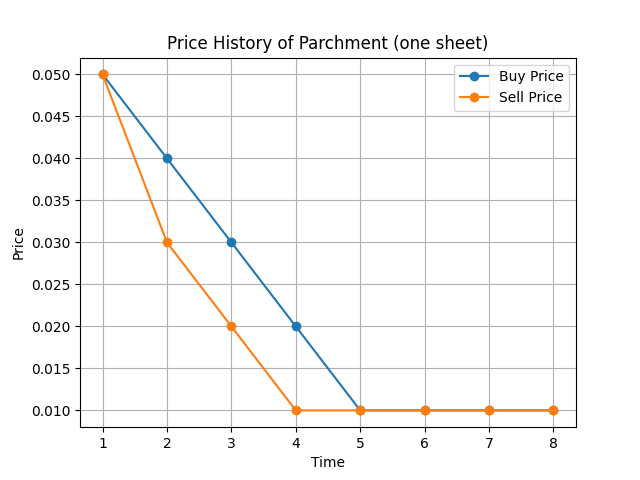 Price History of Parchment (one sheet)
Buy Price
Sell Price
0.050
0.045
0.040
0.035
0.030
0.025
0.020
0.015
0.010
Price
1 2 3 4 5 6 7 8
Time